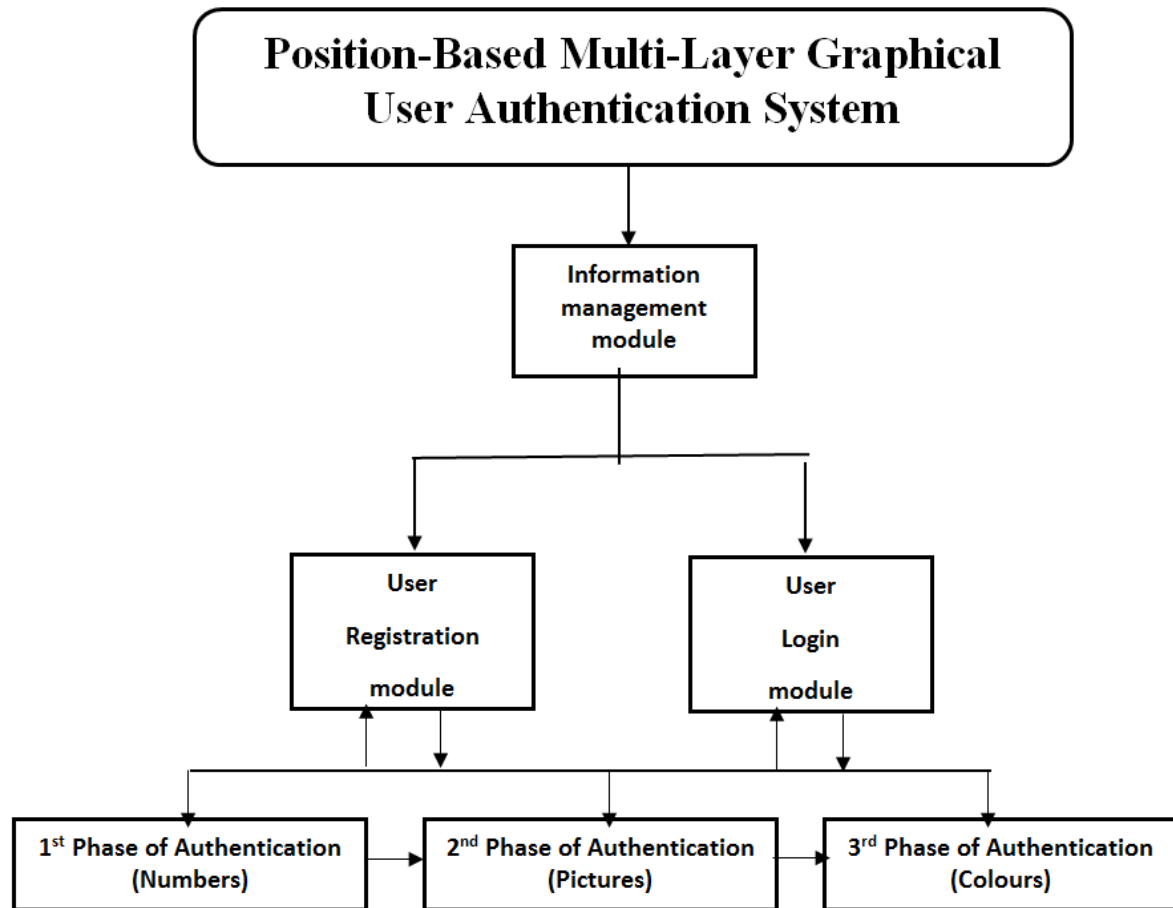 Position-Based Multi-Layer Graphical
User Authentication System
Information
management
module
User
Registration
module
User
Login
module
1st Phase of Authentication
(Numbers)
2nd Phase of Authentication
(Pictures)
3rd Phase of Authentication
(Colours)